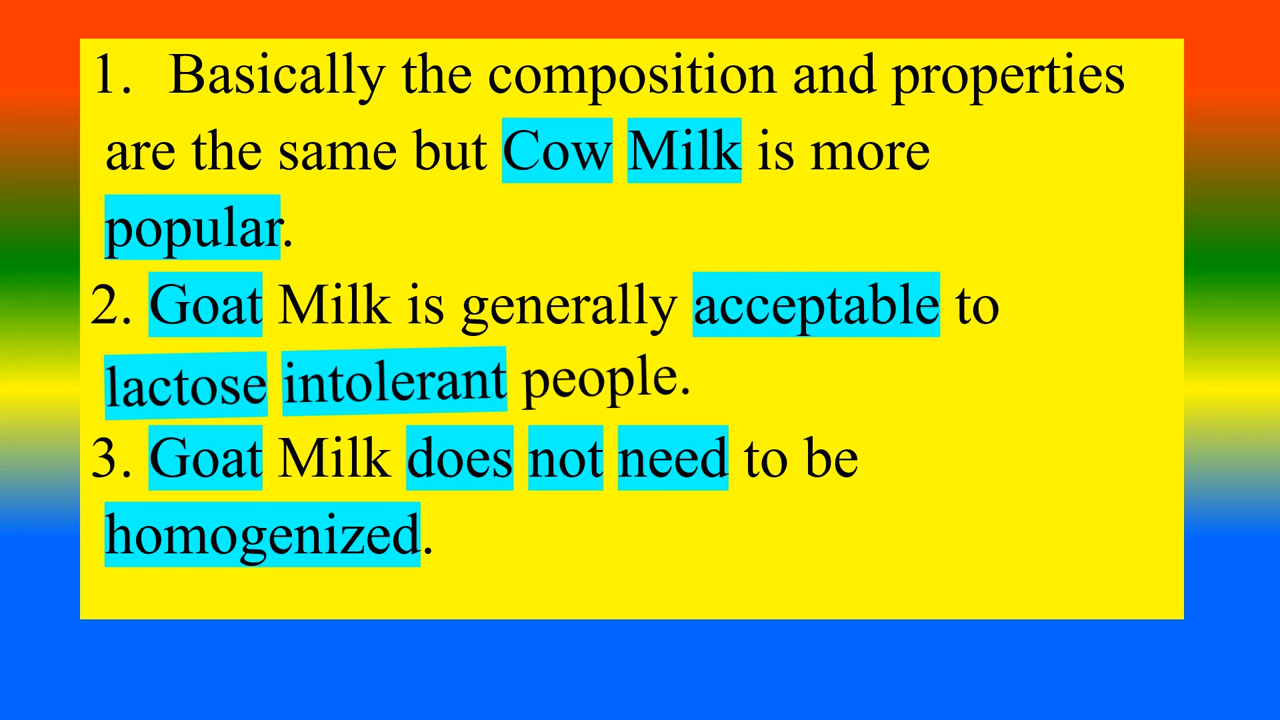 1. Basically the composition and properties
are the same but Cow Milk is more
popular.
2. Goat Milk is generally acceptable to
lactose intolerant people.
3. Goat Milk does not need to be
homogenized.